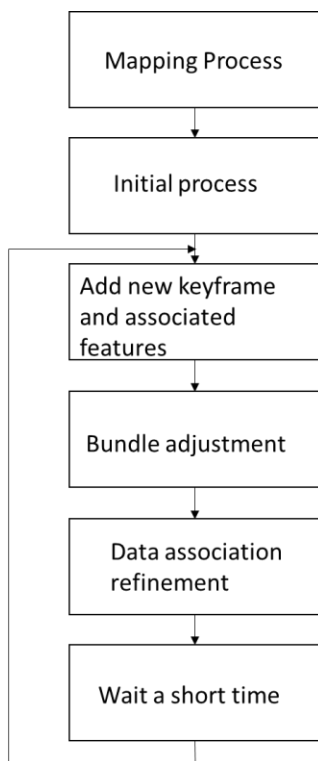 Mapping Process
Initial process
Add new keyframe
and associated
features
Bundle adjustment
Data association
refinement
Wait a short time